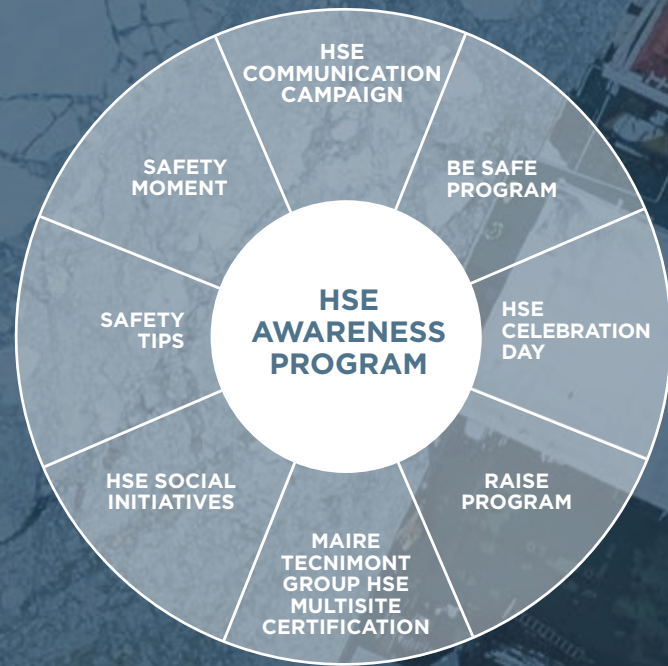 HSE
COMMUNICATION
CAMPAIGN
BE SAFE
PROGRAM
HSE
CELEBRATION
DAY
RAISE
PROGRAM
MAIRE
TECNIMONT
GROUP HSE
MULTISITE
CERTIFICATION
HSE SOCIAL
INITIATIVES
SAFETY
TIPS
SAFETY
MOMENT
HSE
AWARENESS
PROGRAM